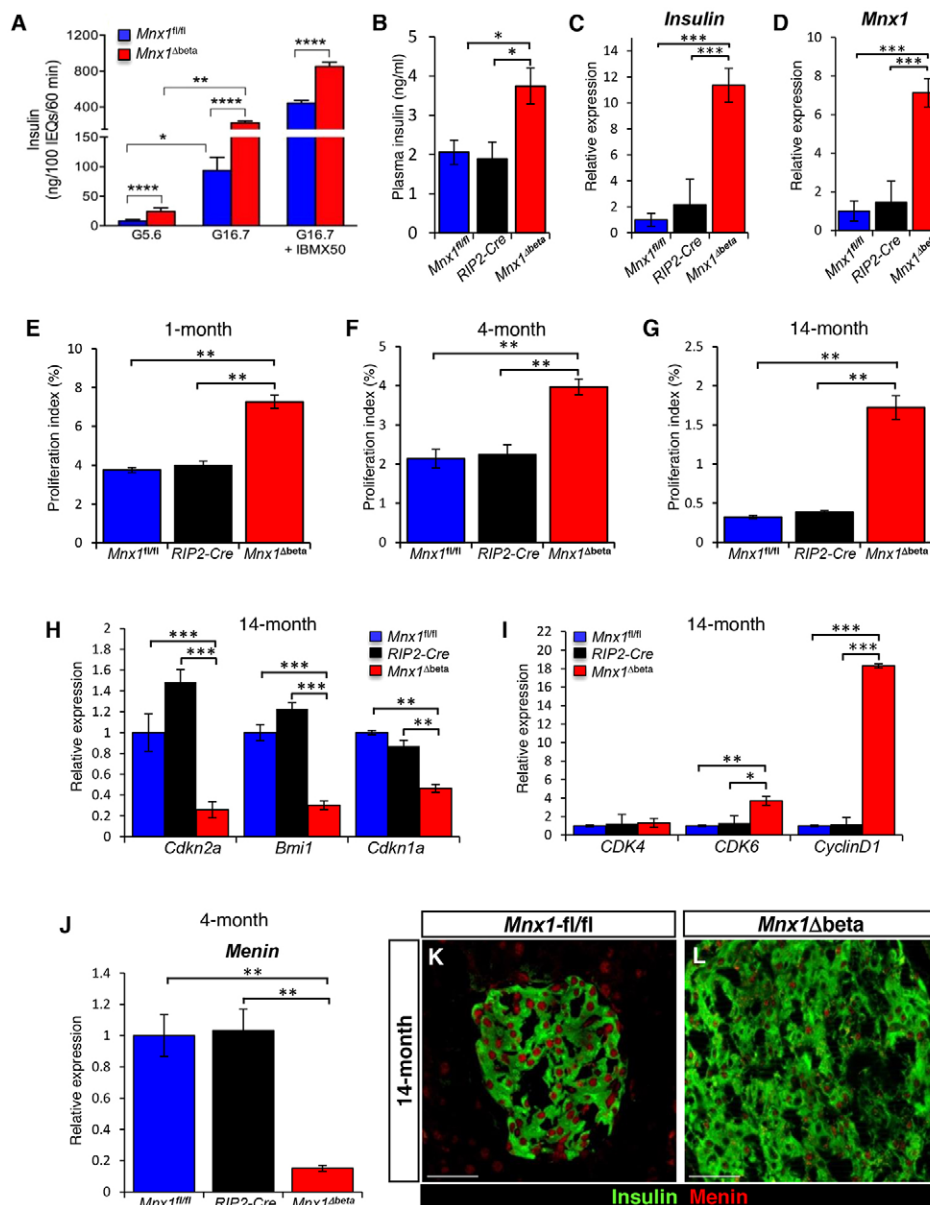 A
Mnx1fl/fl
Mnx1Δbeta
Insulin
(ng/100 IEQs/60 min)
1200
800
400
150
100
50
0
****
*
**
****
****
G5.6
G16.7
G16.7
+ IBMX50
B
Plasma insulin (ng/ml)
5
4
3
2
1
0
*
*
Mnx1fl/fl
RIP2-Cre
Mnx1Δbeta
C
Insulin
Relative expression
14
12
10
8
6
4
2
0
***
***
Mnx1fl/fl
RIP2-Cre
Mnx1Δbeta
D
Mnx1
Relative expression
10
8
6
4
2
0
***
***
Mnx1fl/fl
RIP2-Cre
Mnx1Δbeta
E
1-month
Proliferation index (%)
10
8
6
4
2
0
**
**
Mnx1fl/fl
RIP2-Cre
Mnx1Δbeta
F
4-month
Proliferation index (%)
5
4
3
2
1
0
**
**
Mnx1fl/fl
RIP2-Cre
Mnx1Δbeta
G
14-month
Proliferation index (%)
2.5
2
1.5
1
0.5
0
**
**
Mnx1fl/fl
RIP2-Cre
Mnx1Δbeta
H
14-month
Relative expression
2
1.8
1.6
1.4
1.2
1
0.8
0.6
0.4
0.2
0
***
***
***
***
**
**
Mnx1fl/fl
RIP2-Cre
Mnx1Δbeta
Cdkn2a
Bmi1
Cdkn1a
I
14-month
Relative expression
22
20
18
16
14
12
10
8
6
4
2
0
Mnx1fl/fl
RIP2-Cre
Mnx1Δbeta
**
*
***
***
CDK4
CDK6
CyclinD1
J
4-month
Menin
Relative expression
1.4
1.2
1
0.8
0.6
0.4
0.2
0
**
**
Mnx1fl/fl
RIP2-Cre
Mnx1Δbeta
Mnx1-fl/fl
Mnx1Δbeta
14-month
K
L
Insulin Menin